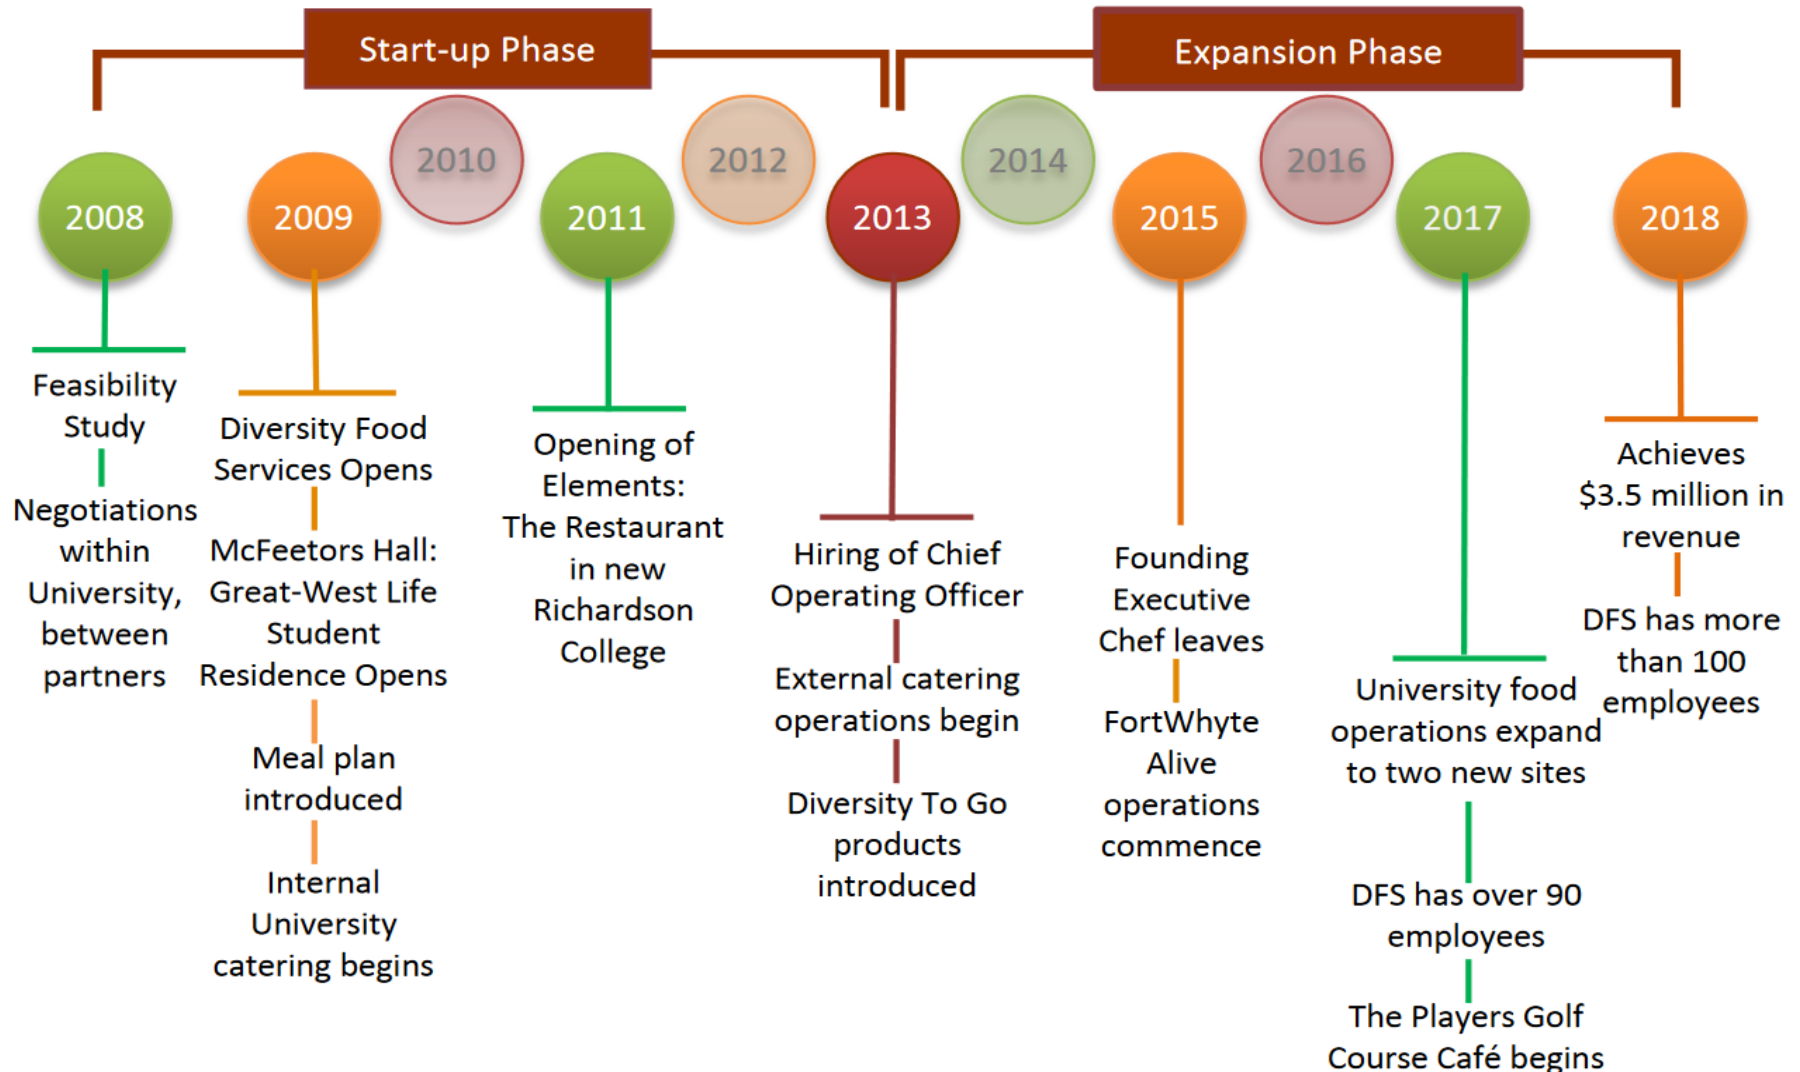 Start-up Phase
Expansion Phase
2008
2009
2010
2011
2012
2013
2014
2015
2016
2017
2018
Feasibility
Study
Negotiations
within
University,
between
partners
Diversity Food
Services Opens
McFeetors Hall:
Great-West Life
Student
Residence Opens
Meal plan
introduced
Internal
University
catering begins
Opening of
Elements:
The Restaurant
in new
Richardson
College
Hiring of Chief
Operating Officer
External catering
operations begin
Diversity To Go
products
introduced
Founding
Executive
Chef leaves
FortWhyte
Alive
operations
commence
University food
operations expand
to two new sites
DFS has over 90
employees
The Players Golf
Course Café begins
Achieves
$3.5 million in
revenue
DFS has more
than 100
employees